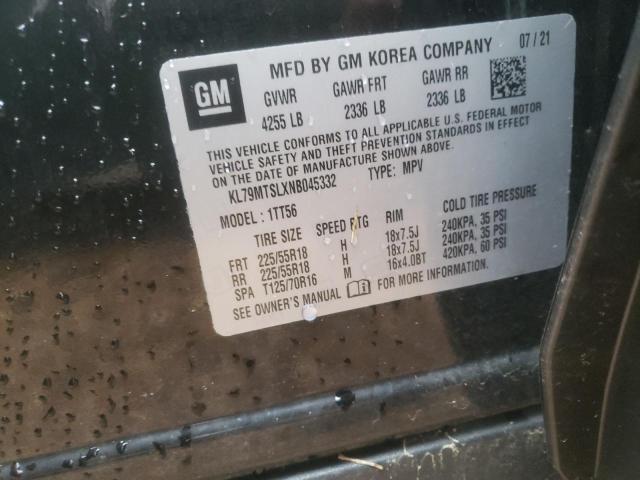 GM
MFD BY GM KOREA COMPANY 07 / 21
GVWR GAWR FRT GAWR RR
4255 LB 2336 LB 2336 LB
THIS VEHICLE CONFORMS TO ALL APPLICABLE U.S. FEDERAL MOTOR
VEHICLE SAFETY AND THEFT PREVENTION STANDARDS IN EFFECT
ON THE DATE OF MANUFACTURE SHOWN ABOVE.
KL79MTSLXNB045332 TYPE: MPV
MODEL : 1TT56
TIRE SIZE SPEED RTG RIM COLD TIRE PRESSURE
FRT 225/55R18 H 18x7.5J 240KPA, 35 PSI
RR 225/55R18 H 18x7.5J 240KPA, 35 PSI
SPA T125/70R16 M 16x4.0BT 420KPA, 60 PSI
SEE OWNER'S MANUAL FOR MORE INFORMATION.